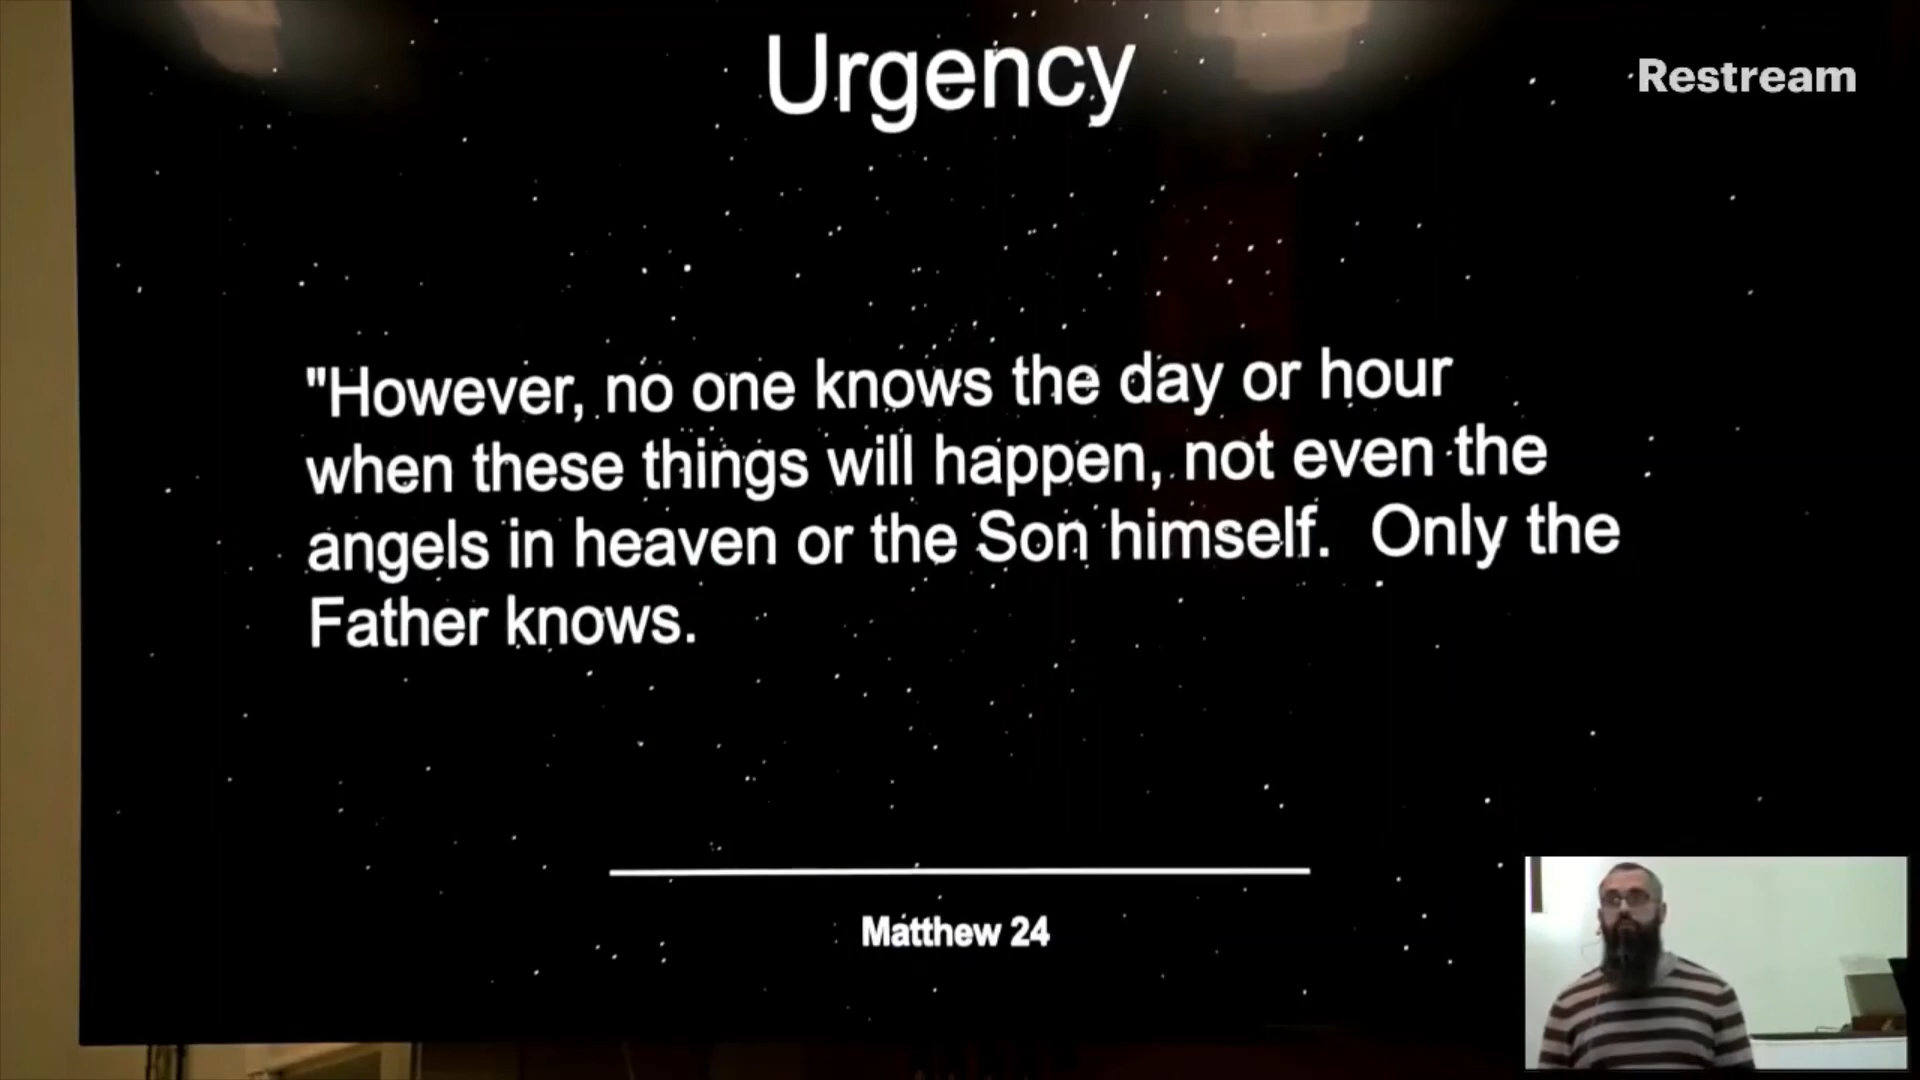 Urgency
Restream
"However, no one knows the day or hour
when these things will happen, not even the
angels in heaven or the Son himself.  Only the
Father knows.
Matthew 24